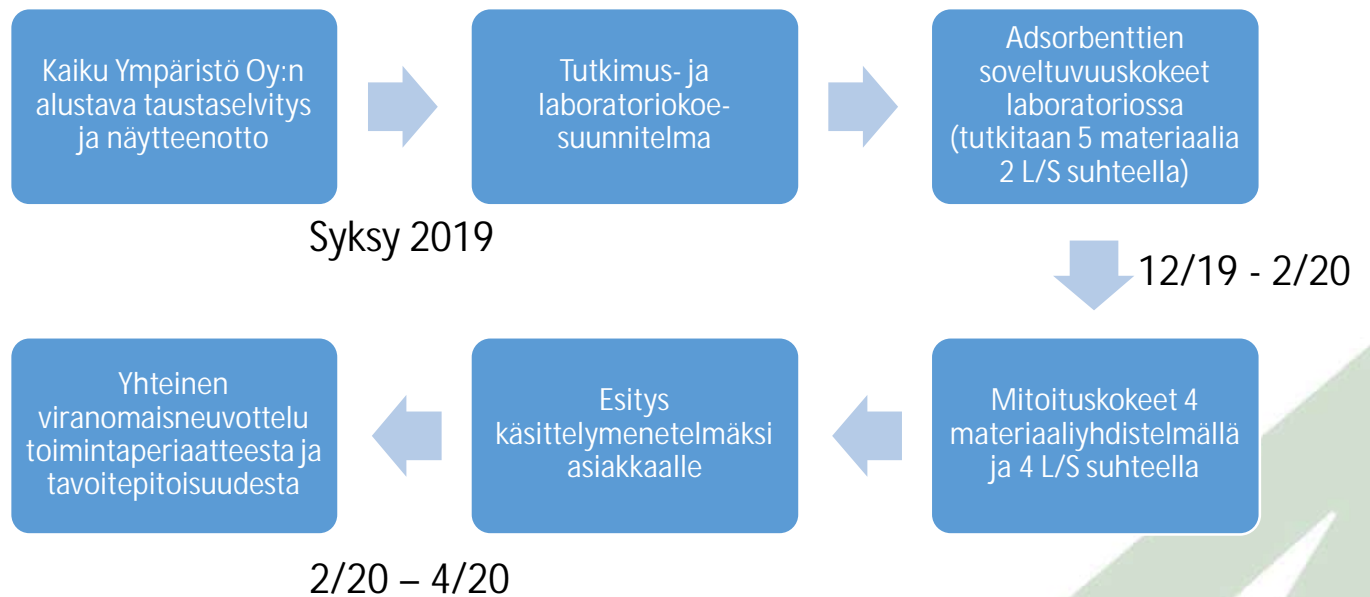 Kaiku Ympäristö Oy:n
alustava taustaselvitys
ja näytteenotto
Tutkimus- ja
laboratoriokoe-
suunnitelma
Adsorbenttien
soveltuvuuskokeet
laboratoriossa
(tutkitaan 5 materiaalia
2 L/S suhteella)
Syksy 2019
12/19 - 2/20
Mitoituskokeet 4
materiaaliyhdistelmällä
ja 4 L/S suhteella
Esitys
käsittelymenetelmäksi
asiakkaalle
Yhteinen
viranomaisneuvottelu
toimintaperiaatteesta ja
tavoitepitoisuudesta
2/20 – 4/20